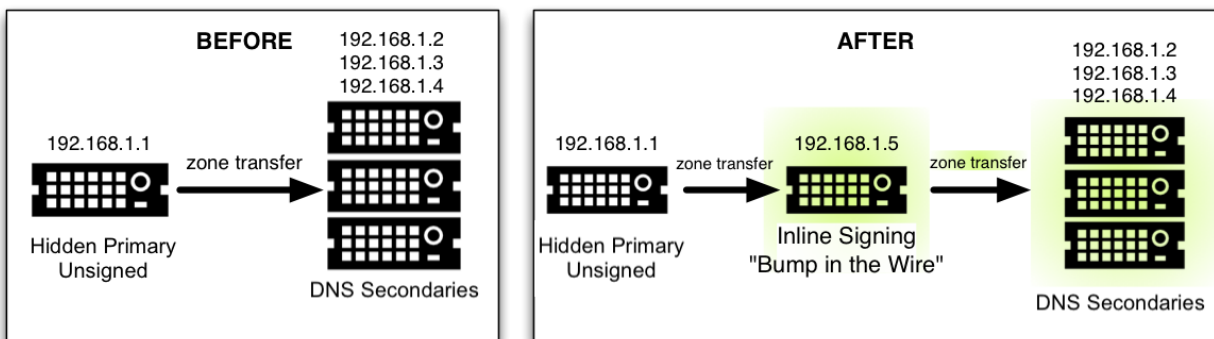 BEFORE
192.168.1.2
192.168.1.3
192.168.1.4
192.168.1.1
zone transfer
Hidden Primary
Unsigned
DNS Secondaries
AFTER
192.168.1.2
192.168.1.3
192.168.1.4
192.168.1.1
zone transfer
192.168.1.5
zone transfer
Hidden Primary
Unsigned
Inline Signing
"Bump in the Wire"
DNS Secondaries